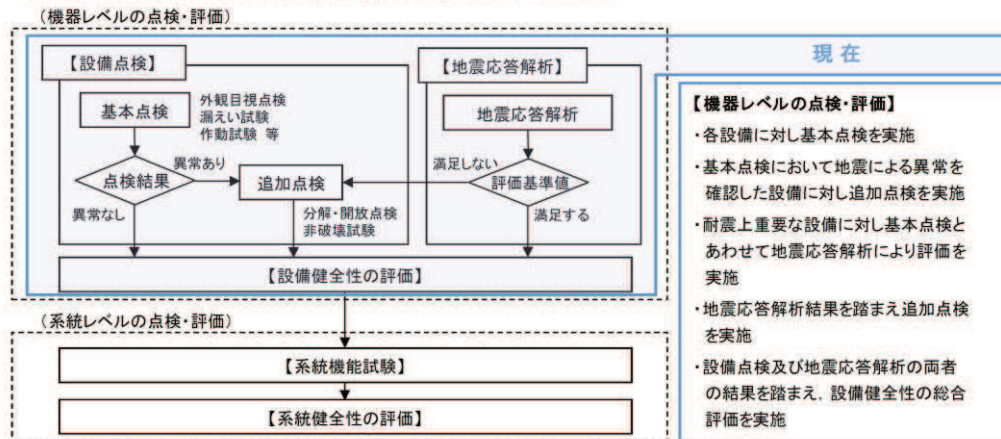 （機器レベルの点検・評価）
現 在
【設備点検】
【地震応答解析】
基本点検
外観目視点検
漏えい試験
作動試験 等
地震応答解析
点検結果
異常あり
追加点検
満足しない
評価基準値
異常なし
分解・開放点検
非破壊試験
満足する
【設備健全性の評価】
（系統レベルの点検・評価）
【系統機能試験】
【系統健全性の評価】
【機器レベルの点検・評価】
・各設備に対し基本点検を実施
・基本点検において地震による異常を
確認した設備に対し追加点検を実施
・耐震上重要な設備に対し基本点検と
あわせて地震応答解析により評価を
実施
・地震応答解析結果を踏まえ追加点検
を実施
・設備点検及び地震応答解析の両者
の結果を踏まえ，設備健全性の総合
評価を実施